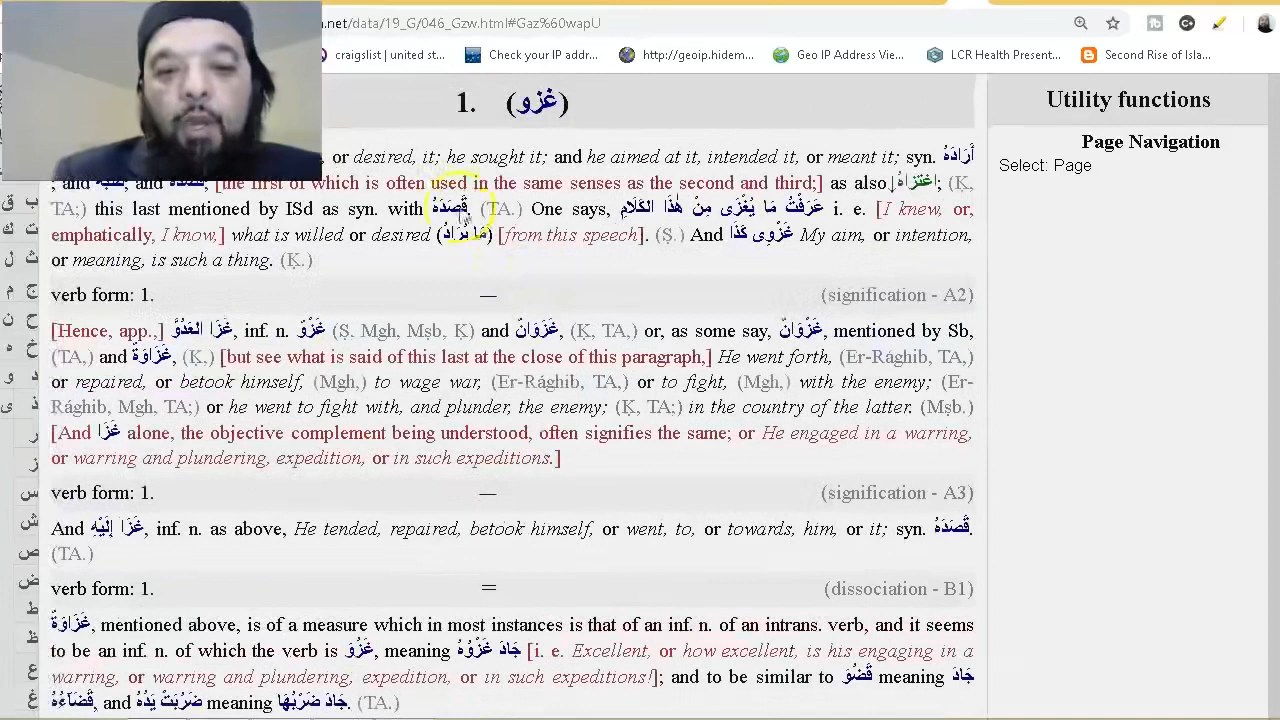 .net/data/19_G/046_Gzw.html#Gaz%60wapU
craigslist l united st...
Check your IP addr...
http://geoip.hidem...
Geo IP Address Vie...
LCR Health Present...
Second Rise of Isla...
1. (غزو)
Utility functions
Page Navigation
Select: Page
, or desired, it; he sought it; and he aimed at it, intended it, or meant it; syn. أَرَادَهُ
; and طَلَبَهُ; and قَصَدَهُ [the first of which is often used in the same senses as the second and third;] as also ↓اغتزاهُ: (Ḳ,
TA;) this last mentioned by ISd as syn. with قَصَدَهُ (TA.) One says, عَرَفْتُ مَا يُغْزَى مِنْ هٰذَا الكَلَامِ i. e. [I knew, or,
emphatically, I know,] what is willed or desired (مَا يُرَادُ) [from this speech]. (Ṣ.) And غَزْوِى كَذَا My aim, or intention,
or meaning, is such a thing. (Ḳ.)
verb form: 1. — (signification - A2)
[Hence, app.,] غَزَا العَدُوَّ, inf. n. غَزْوٌ (Ṣ, Mgh, Mṣb, Ḳ) and غَزَوَانٌ, (Ḳ, TA,) or, as some say, غَزْوَانٌ, mentioned by Sb,
(TA,) and غَزَاوَةٌ, (Ḳ,) [but see what is said of this last at the close of this paragraph,] He went forth, (Er-Rághib, TA,)
or repaired, or betook himself, (Mgh,) to wage war, (Er-Rághib, TA,) or to fight, (Mgh,) with the enemy; (Er-
Rághib, Mgh, TA;) or he went to fight with, and plunder, the enemy; (Ḳ, TA;) in the country of the latter. (Mṣb.)
[And غَزَا alone, the objective complement being understood, often signifies the same; or He engaged in a warring,
or warring and plundering, expedition, or in such expeditions.]
verb form: 1. — (signification - A3)
And غَزَا إِلَيْهِ, inf. n. as above, He tended, repaired, betook himself, or went, to, or towards, him, or it; syn. قَصَدَهُ.
(TA.)
verb form: 1. = (dissociation - B1)
غَزَاوَةٌ, mentioned above, is of a measure which in most instances is that of an inf. n. of an intrans. verb, and it seems
to be an inf. n. of which the verb is غَزُوَ, meaning جَادَ غَزْوُهُ [i. e. Excellent, or how excellent, is his engaging in a
warring, or warring and plundering, expedition, or in such expeditions!]; and to be similar to قَضُوَ meaning جَادَ
قَضَآءُهُ, and ضَرُبَتْ يَدُهُ meaning جَادَ ضَرْبُهَا. (TA.)
ق
ك
ل
م
ن
ه
و
ى
ج
ح
خ
د
ذ
ر
ز
س
ش
ص
ض
ط
ظ
ع
غ